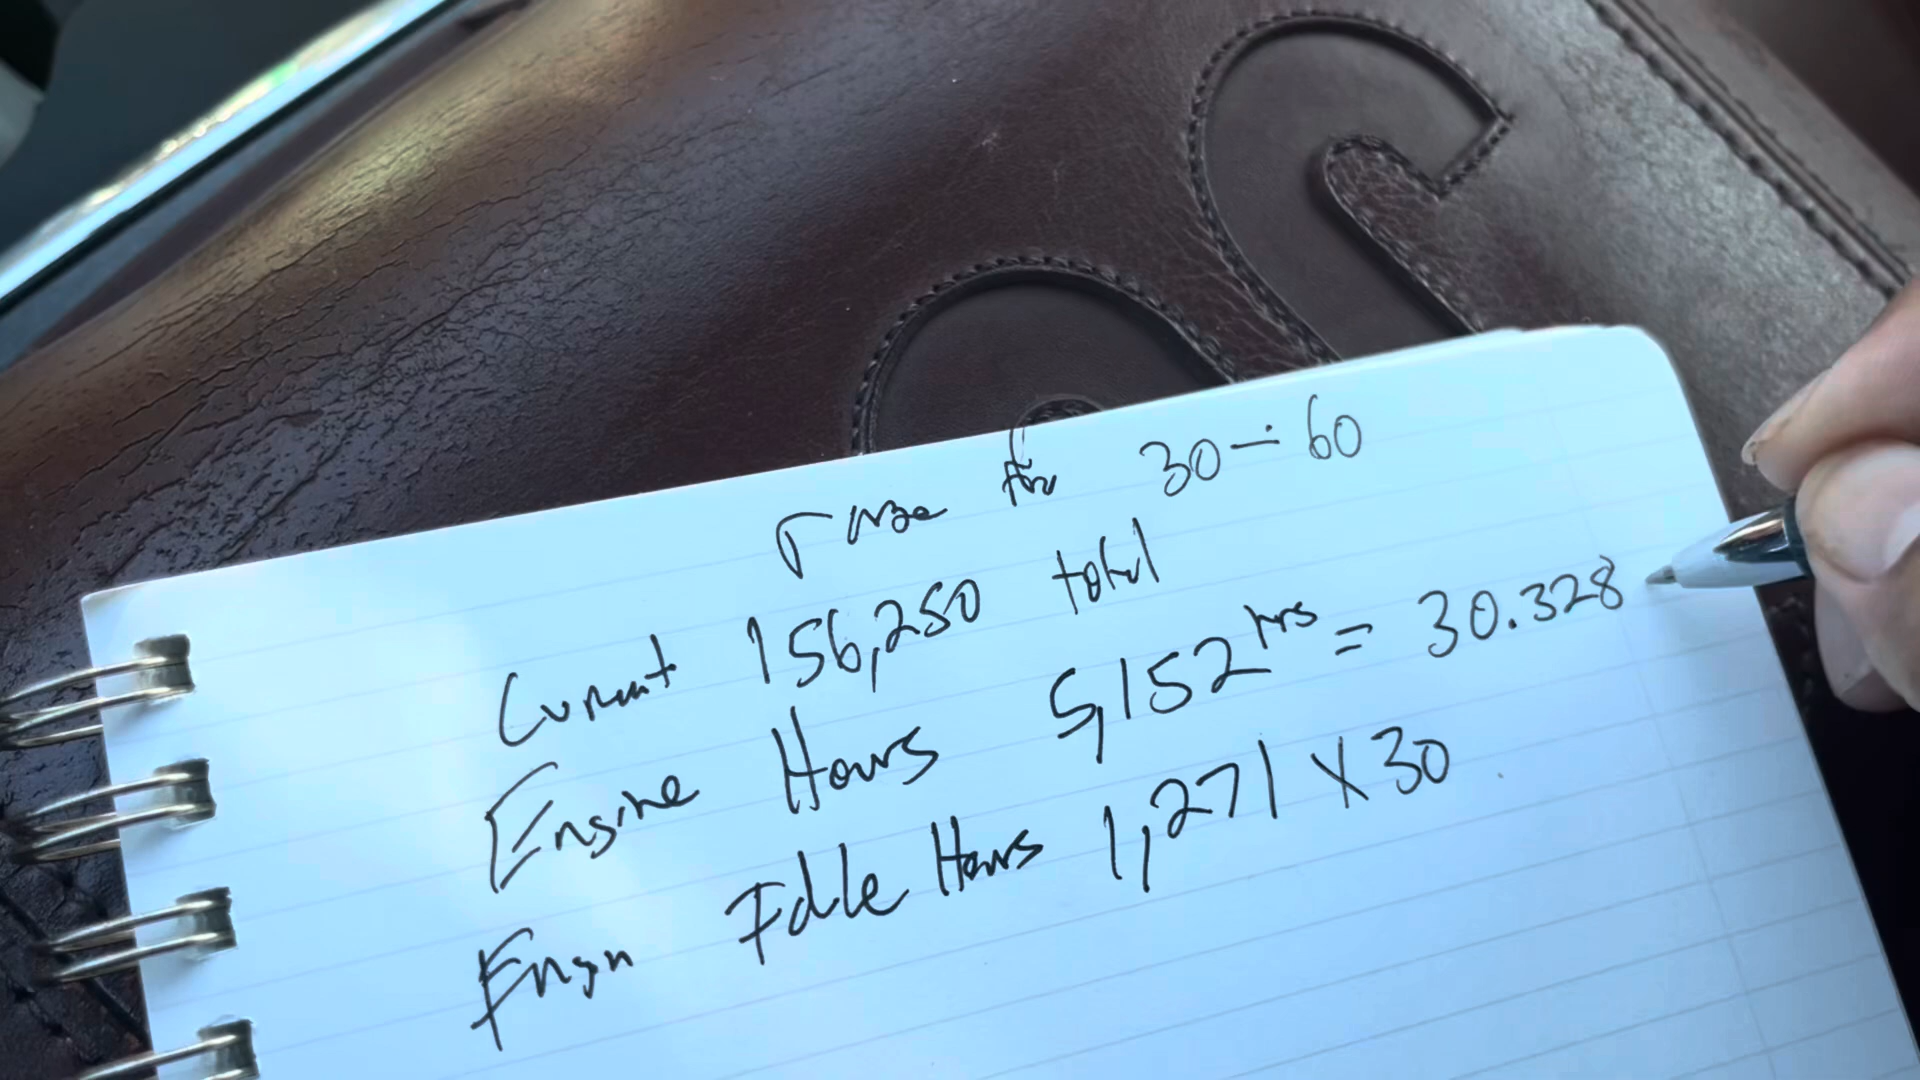 for 30 – 60
Current 156,250 total
Engine Hours 5,152 hrs = 30.328
Engn Idle Hours 1,271 X 30